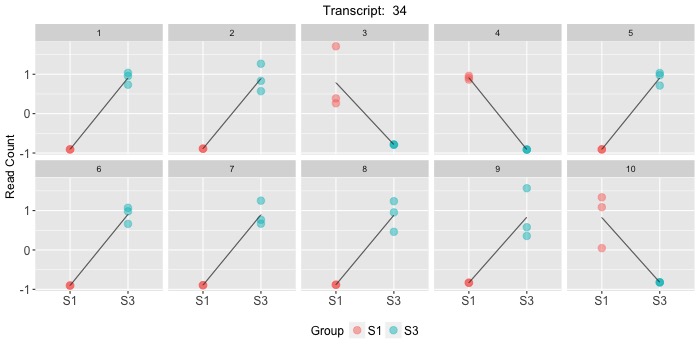 Transcript: 34
1 2 3 4 5
1
0
-1
Read Count
6 7 8 9 10
1
0
-1
S1 S3 S1 S3 S1 S3 S1 S3 S1 S3
Group S1 S3